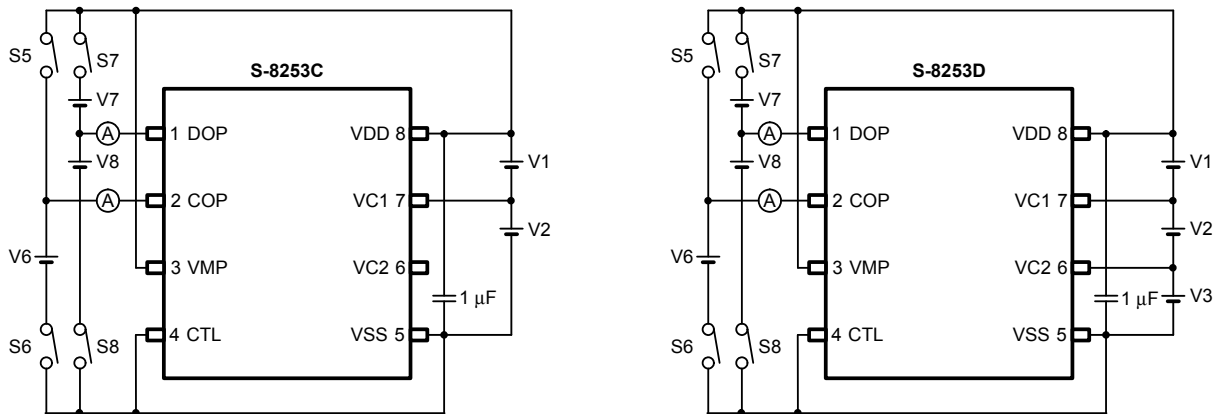 S5
S7
S-8253C
V7
A
1 DOP
VDD 8
V8
V1
A
2 COP
VC1 7
V2
V6
3 VMP
VC2 6
1 μF
S6
S8
4 CTL
VSS 5
S5
S7
S-8253D
V7
A
1 DOP
VDD 8
V8
V1
A
2 COP
VC1 7
V2
V6
3 VMP
VC2 6
1 μF
V3
S6
S8
4 CTL
VSS 5